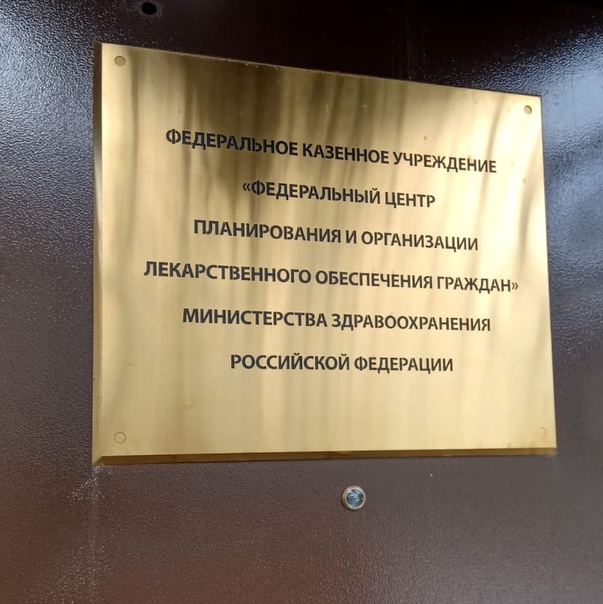 ФЕДЕРАЛЬНОЕ КАЗЕННОЕ УЧРЕЖДЕНИЕ
«ФЕДЕРАЛЬНЫЙ ЦЕНТР
ПЛАНИРОВАНИЯ И ОРГАНИЗАЦИИ
ЛЕКАРСТВЕННОГО ОБЕСПЕЧЕНИЯ ГРАЖДАН»
МИНИСТЕРСТВА ЗДРАВООХРАНЕНИЯ
РОССИЙСКОЙ ФЕДЕРАЦИИ